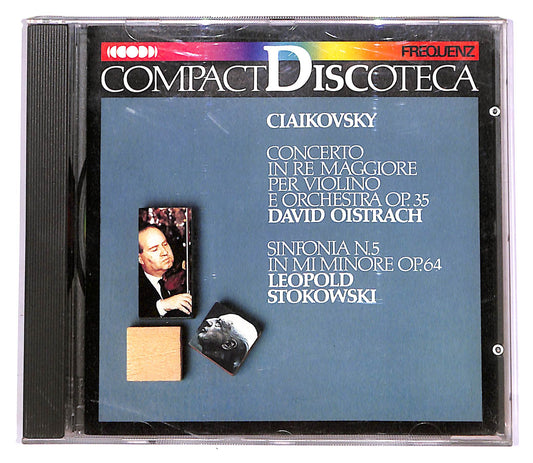 FREQUENZ
COMPACT DISCOTECA
CIAIKOVSKY
CONCERTO
IN RE MAGGIORE
PER VIOLINO
E ORCHESTRA OP. 35
DAVID OISTRACH
SINFONIA N.5
IN MI MINORE OP.64
LEOPOLD
STOKOWSKI